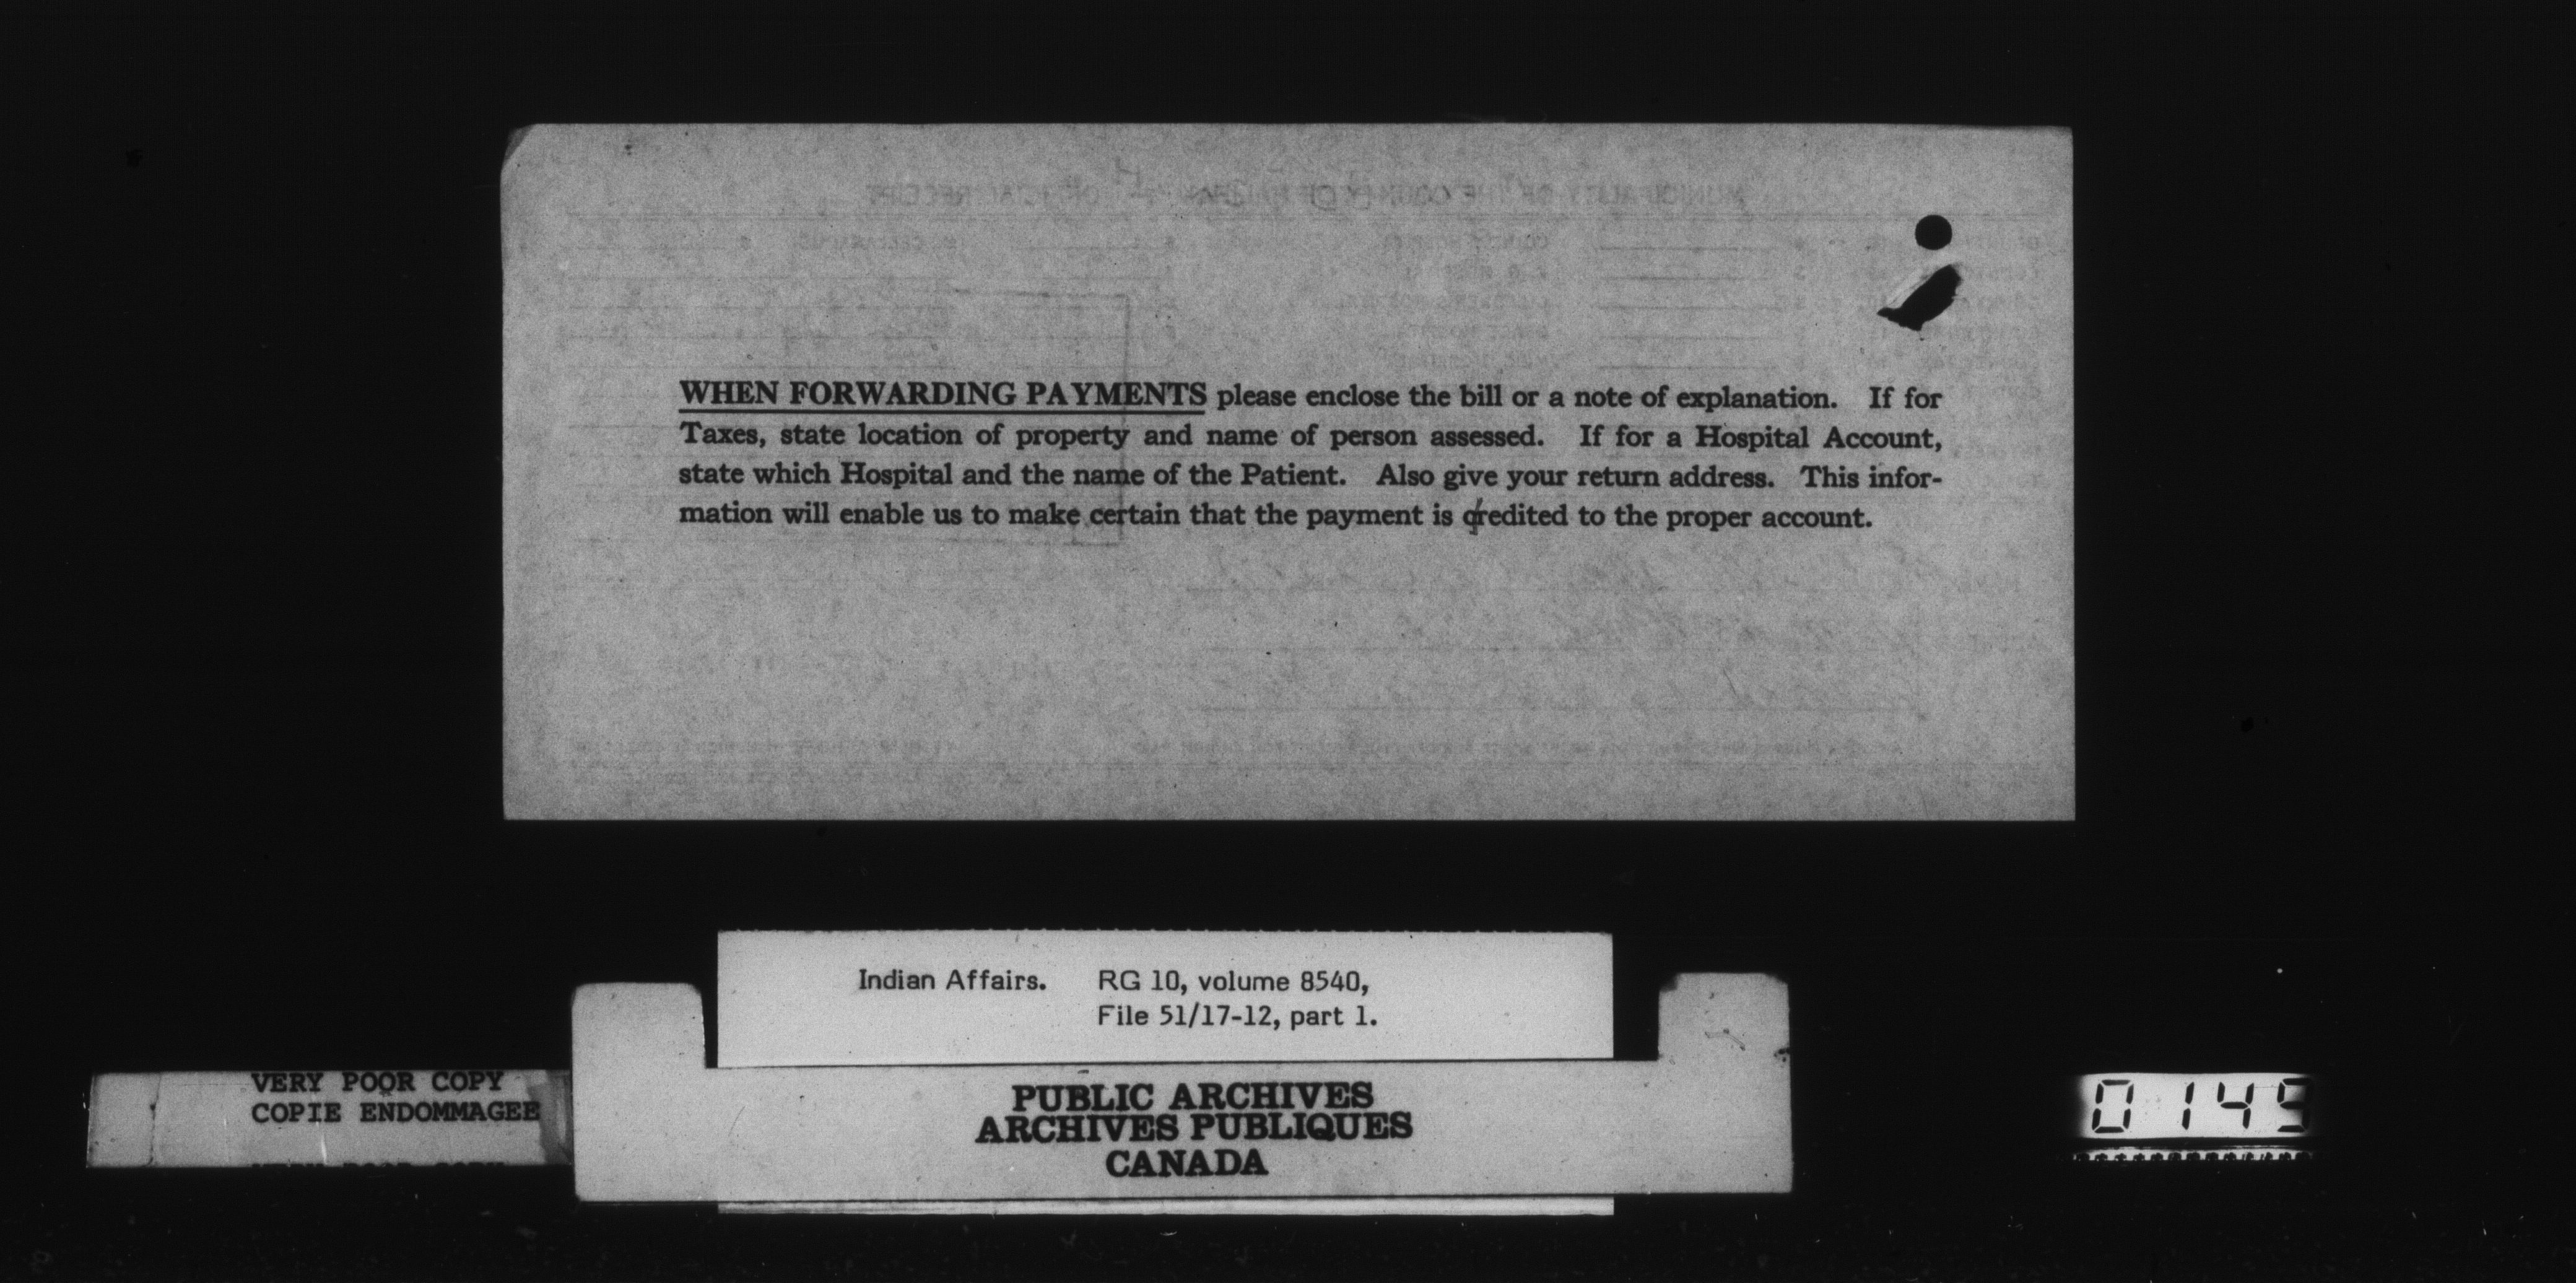 WHEN FORWARDING PAYMENTS please enclose the bill or a note of explanation. If for
Taxes, state location of property and name of person assessed. If for a Hospital Account,
state which Hospital and the name of the Patient. Also give your return address. This infor-
mation will enable us to make certain that the payment is credited to the proper account.
Indian Affairs. RG 10, volume 8540,
File 51/17-12, part 1.
VERY POOR COPY
COPIE ENDOMMAGEE
PUBLIC ARCHIVES
ARCHIVES PUBLIQUES
CANADA
0145